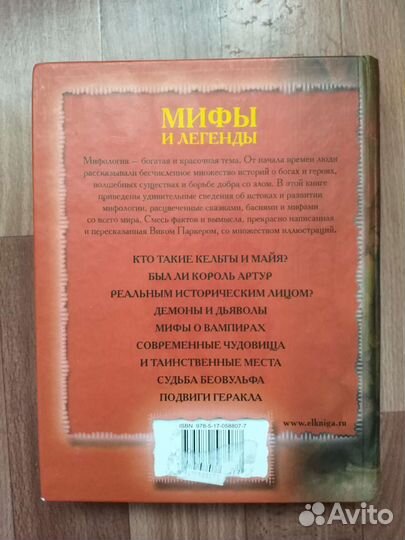 МИФЫ
И ЛЕГЕНДЫ
Мифология — богатая и красочная тема. От начала времен люди
рассказывали бесчисленное множество историй о богах и героях,
волшебных существах и борьбе добра со злом. В этой книге
приведены удивительные сведения об истоках и развитии
мифологии, расцвеченные сказками, баснями и мифами
со всего мира. Смесь фактов и вымысла, прекрасно написанная
и пересказанная Виком Паркером, со множеством иллюстраций.
КТО ТАКИЕ КЕЛЬТЫ И МАЙЯ?
БЫЛ ЛИ КОРОЛЬ АРТУР
РЕАЛЬНЫМ ИСТОРИЧЕСКИМ ЛИЦОМ?
ДЕМОНЫ И ДЬЯВОЛЫ
МИФЫ О ВАМПИРАХ
СОВРЕМЕННЫЕ ЧУДОВИЩА
И ТАИНСТВЕННЫЕ МЕСТА
СУДЬБА БЕОВУЛЬФА
ПОДВИГИ ГЕРАКЛА
www.elkniga.ru
ISBN 978-5-17-058807-7
Avito